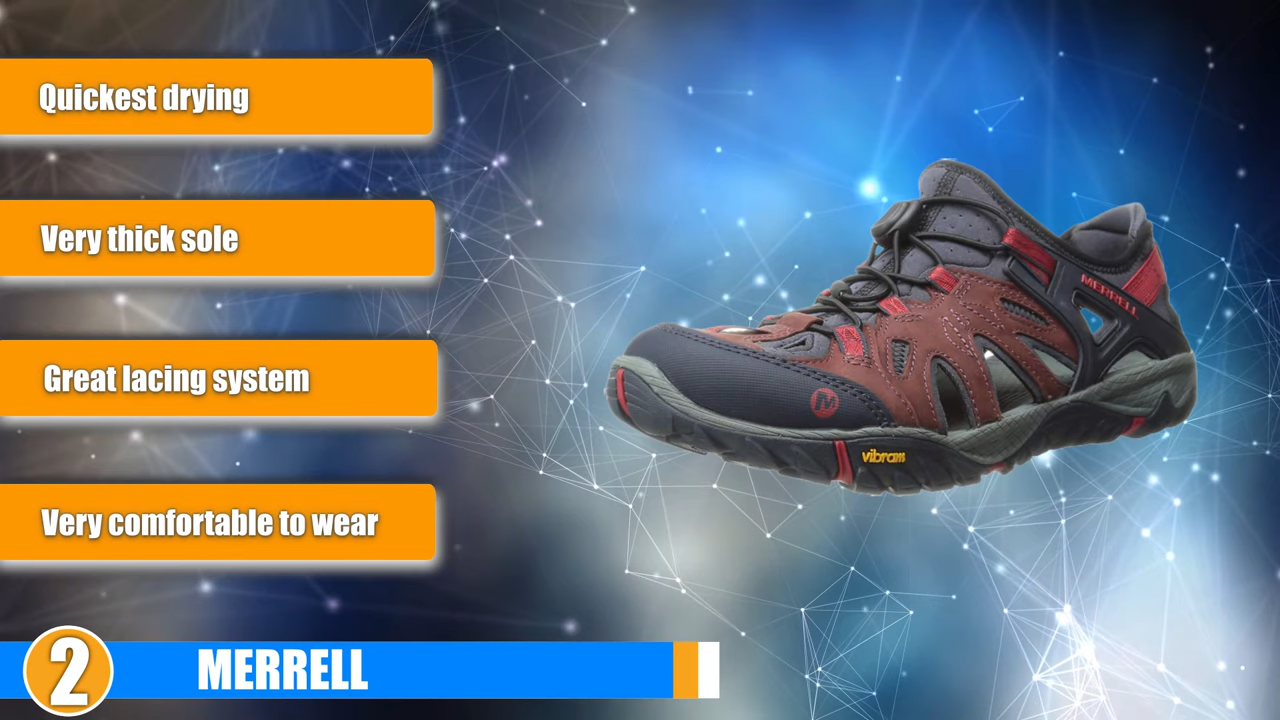 Quickest drying
Very thick sole
Great lacing system
Very comfortable to wear
MERRELL
M
vibram
2 MERRELL